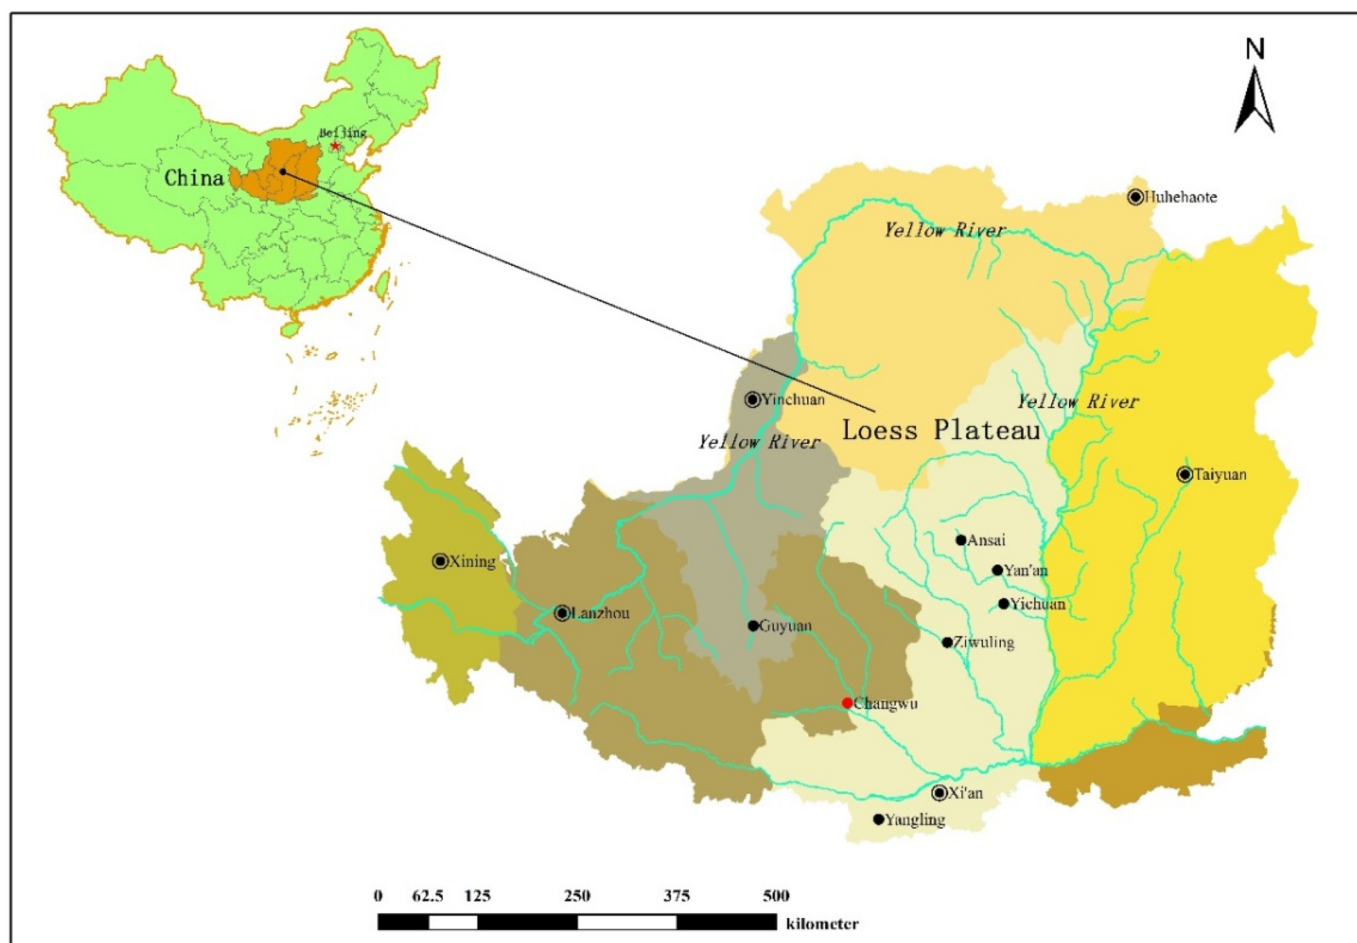 N
Beijing
China
Huhehaote
Yellow River
Yinchuan
Yellow River
Loess Plateau
Yellow River
Taiyuan
Xining
Ansai
Yan'an
Lanzhou
Yichuan
Guyuan
Ziwuling
Changwu
Xi'an
Yangling
0 62.5 125 250 375 500
kilometer